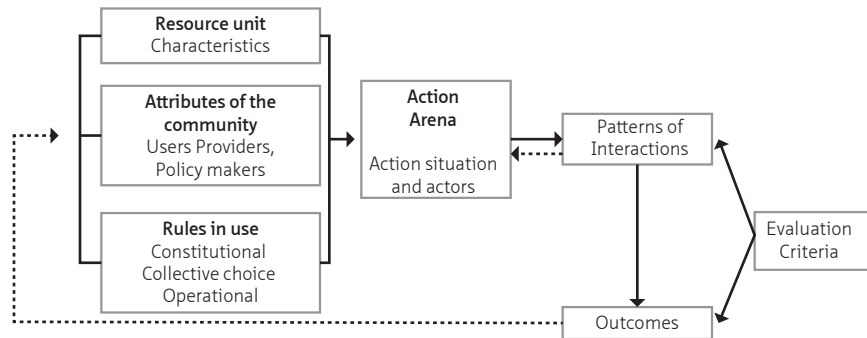 Resource unit
Characteristics
Attributes of the
community
Users Providers,
Policy makers
Rules in use
Constitutional
Collective choice
Operational
Action
Arena
Action situation
and actors
Patterns of
Interactions
Outcomes
Evaluation
Criteria